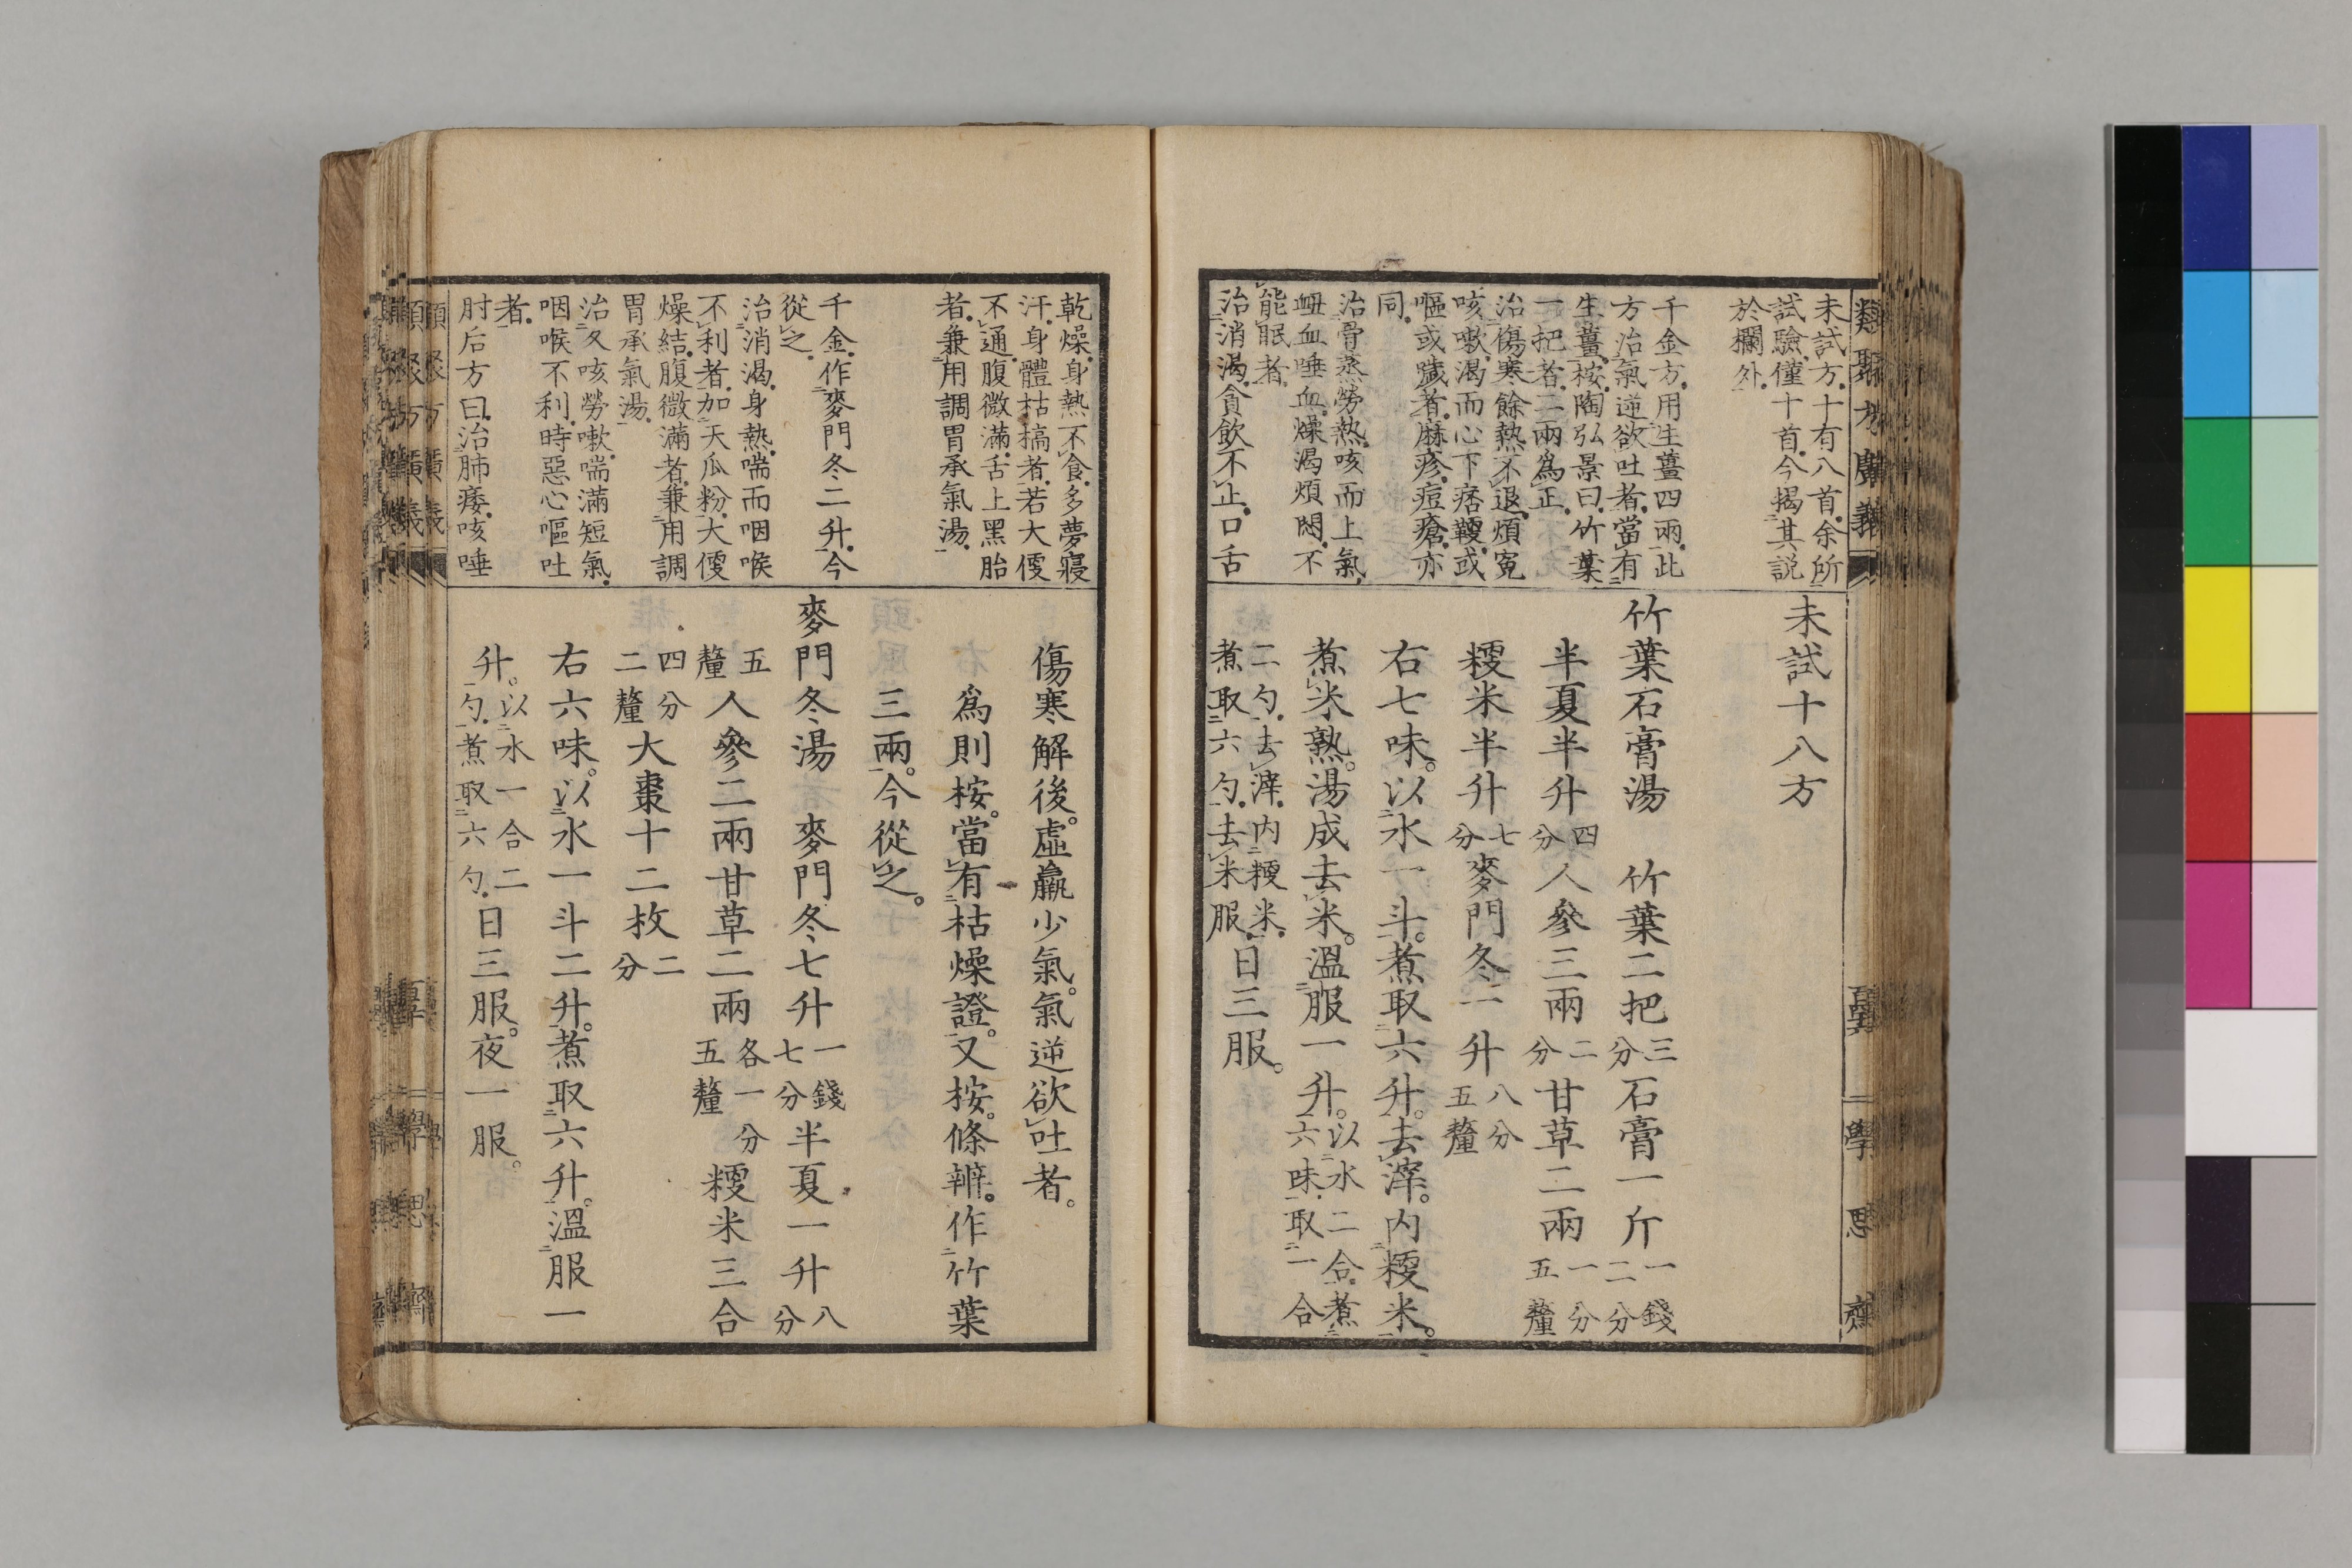 類聚方廣義
未試方十有八首余所
試驗僅十首今揭其説
於欄外
千金方用生薑四兩此
方治氣逆欲吐者當有
生薑桉陶弘景曰竹葉
一把者二兩爲正
治傷寒餘熱不退煩寃
咳嗽渴而心下痞鞕或
嘔或噦者麻疹痘瘡亦
同
治骨蒸勞熱咳而上氣
衄血唾血燥渴煩悶不
能眠者
治消渴貪飲不止口舌
未試十八方
竹葉石膏湯 竹葉二把三分石膏一斤一錢二分
半夏半升四分人參三兩二分甘草二兩一分五釐
粳米半升七分麥門冬一升八分五釐
右七味以水一斗煮取六升去滓内粳米
煮米熟湯成去米溫服一升以水二合煮六味取一合
二勺去滓内粳米煮取六勺去米服日三服
學思齋
乾燥身熱不食多夢寢
汗身體枯槁者若大便
不通腹微滿舌上黑胎
者兼用調胃承氣湯
千金作麥門冬二升今
從之
治消渴身熱喘而咽喉
不利者加天瓜粉大便
燥結腹微滿者兼用調
胃承氣湯
治久咳勞嗽喘滿短氣
咽喉不利時惡心嘔吐
者
肘后方曰治肺痿咳唾
傷寒解後虛羸少氣氣逆欲吐者
爲則桉當有枯燥證又桉條辨作竹葉
三兩今從之
麥門冬湯 麥門冬七升一錢七分半夏一升八分
五釐人參二兩甘草二兩各一分五釐粳米三合
四分二釐大棗十二枚二分
右六味以水一斗二升煮取六升溫服一
升以水一合二勺煮取六勺日三服夜一服